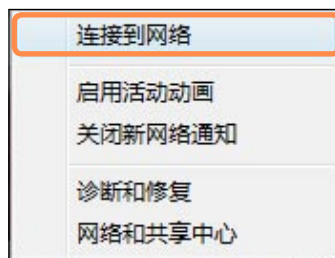 连接到网络
启用活动动画
关闭新网络通知
诊断和修复
网络和共享中心